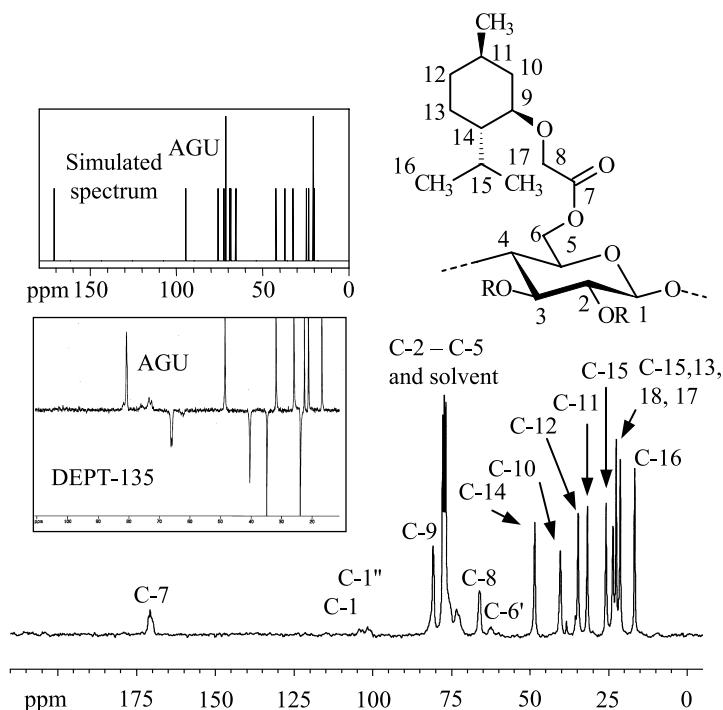 CH₃
11
12
10
13
9
14
O
16
17
8
O
H₃C
15
CH₃
7
O
6
4
5
O
RO
3
2
OR
1
O
Simulated
spectrum
AGU
ppm 150 100 50 0
AGU
DEPT-135
C-2 – C-5
and solvent
C-15
C-15,13,
18, 17
C-11
C-12
C-10
C-16
C-14
C-9
C-1"
C-8
C-7
C-1
C-6'
ppm 175 150 125 100 75 50 25 0